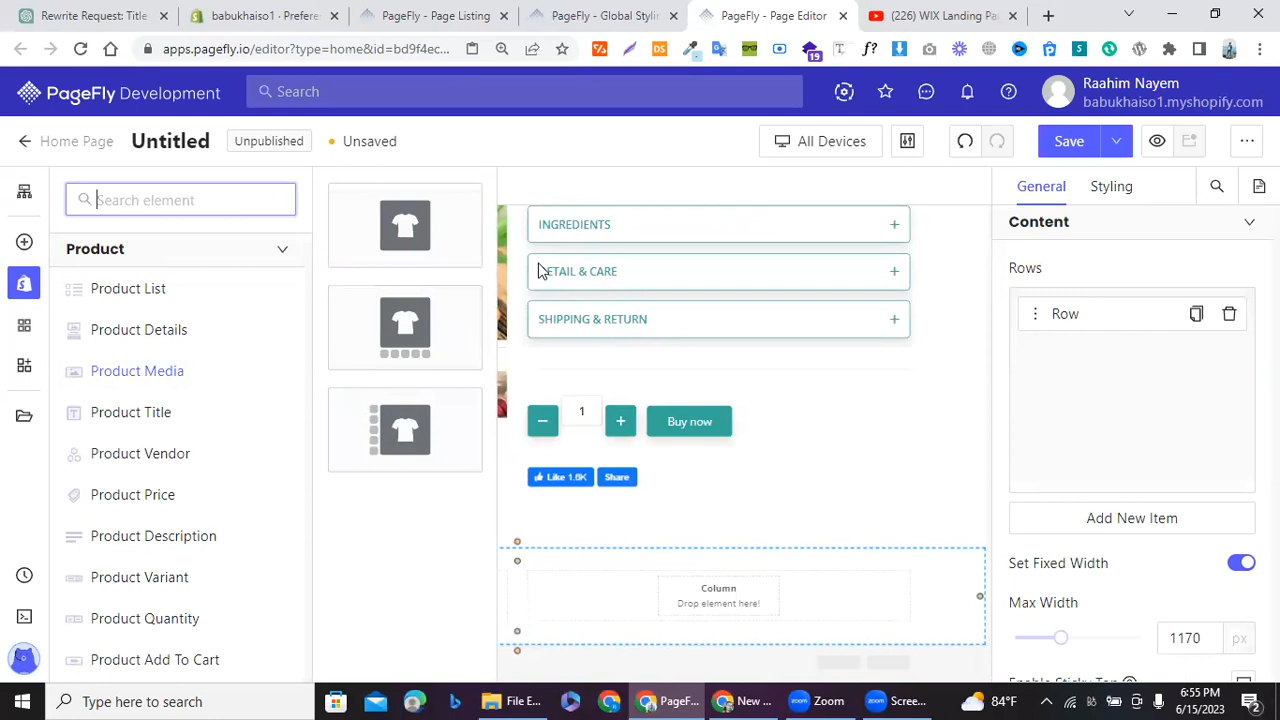 Rewrite Request: Title
babukhaiso1 · Prefere
PageFly - Page Listing
PageFly - Global Stylin
PageFly - Page Editor
(226) WIX Landing Pa
apps.pagefly.io/editor?type=home&id=bd9f4ec...
19
PageFly Development
Search
Raahim Nayem
babukhaiso1.myshopify.com
Home Page
Untitled
Unpublished
Unsaved
All Devices
Save
Search element
Product
Product List
Product Details
Product Media
Product Title
Product Vendor
Product Price
Product Description
Product Variant
Product Quantity
Product Add To Cart
INGREDIENTS
ETAIL & CARE
SHIPPING & RETURN
1
Buy now
Like 1.6K
Share
Column
Drop element here!
General
Styling
Content
Rows
Row
Add New Item
Set Fixed Width
Max Width
1170 px
Type here to search
File E...
PageF...
New ...
Zoom
Scree...
84°F
6:55 PM
6/15/2023
2